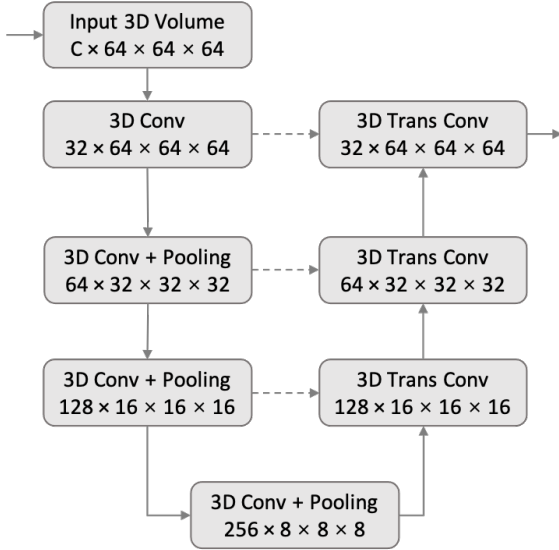 Input 3D Volume
C × 64 × 64 × 64
3D Conv
32 × 64 × 64 × 64
3D Trans Conv
32 × 64 × 64 × 64
3D Conv + Pooling
64 × 32 × 32 × 32
3D Trans Conv
64 × 32 × 32 × 32
3D Conv + Pooling
128 × 16 × 16 × 16
3D Trans Conv
128 × 16 × 16 × 16
3D Conv + Pooling
256 × 8 × 8 × 8